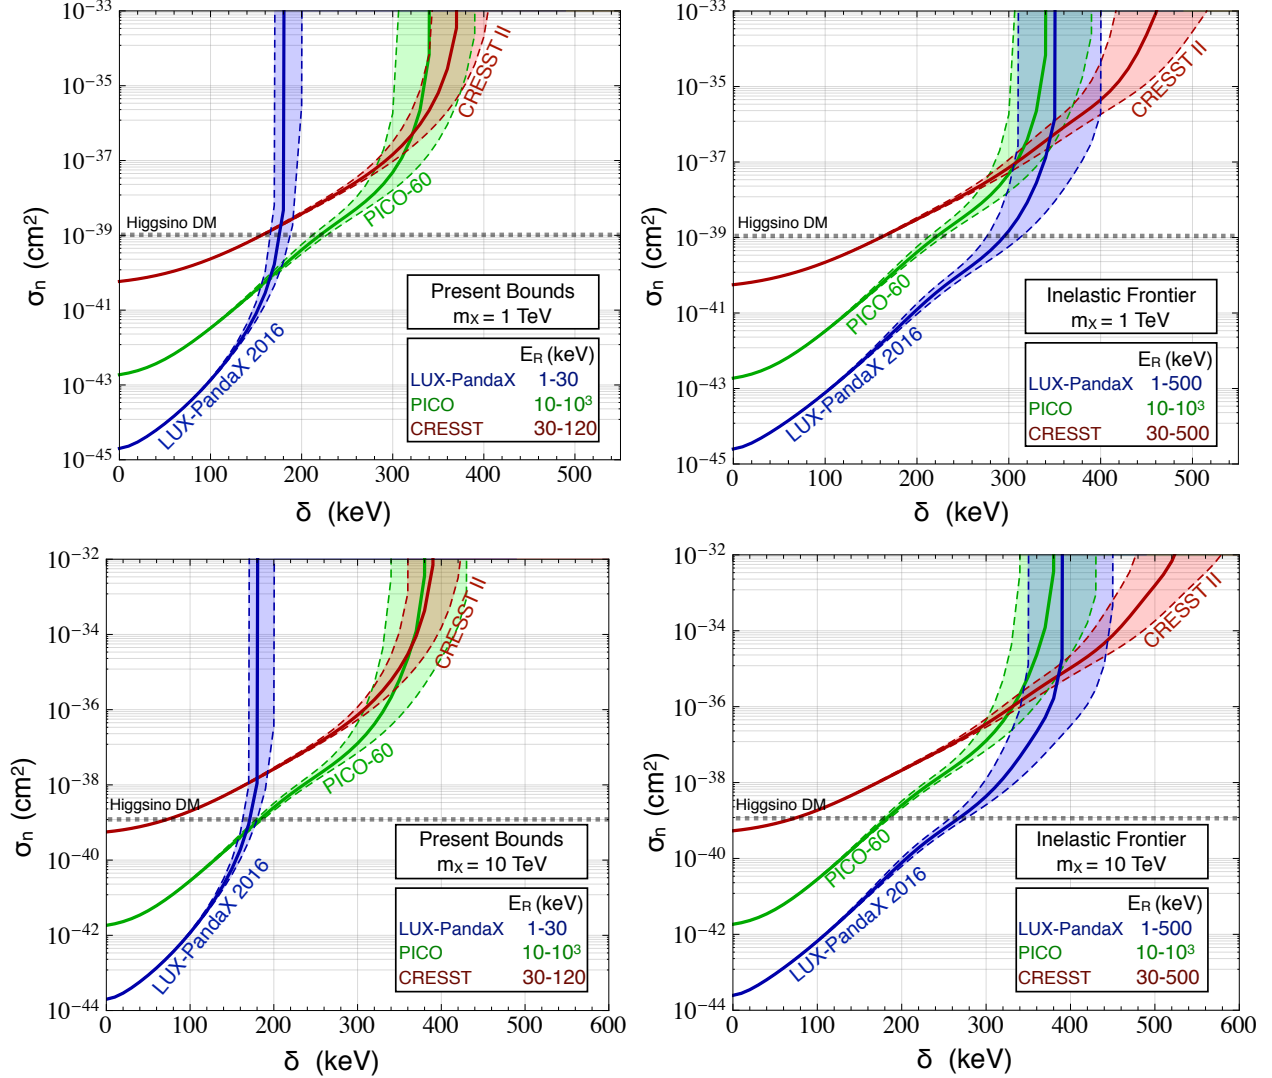 10⁻³³
10⁻³⁵
10⁻³⁷
10⁻³⁹
10⁻⁴¹
10⁻⁴³
10⁻⁴⁵
σn (cm²)
Higgsino DM
CRESST II
PICO-60
LUX-PandaX 2016
Present Bounds
mX = 1 TeV
ER (keV)
LUX-PandaX 1-30
PICO 10-10³
CRESST 30-120
0 100 200 300 400 500
δ (keV)
10⁻³³
10⁻³⁵
10⁻³⁷
10⁻³⁹
10⁻⁴¹
10⁻⁴³
10⁻⁴⁵
σn (cm²)
Higgsino DM
CRESST II
PICO-60
LUX-PandaX 2016
Inelastic Frontier
mX = 1 TeV
ER (keV)
LUX-PandaX 1-500
PICO 10-10³
CRESST 30-500
0 100 200 300 400 500
δ (keV)
10⁻³²
10⁻³⁴
10⁻³⁶
10⁻³⁸
10⁻⁴⁰
10⁻⁴²
10⁻⁴⁴
σn (cm²)
Higgsino DM
CRESST II
PICO-60
LUX-PandaX 2016
Present Bounds
mX = 10 TeV
ER (keV)
LUX-PandaX 1-30
PICO 10-10³
CRESST 30-120
0 100 200 300 400 500 600
δ (keV)
10⁻³²
10⁻³⁴
10⁻³⁶
10⁻³⁸
10⁻⁴⁰
10⁻⁴²
10⁻⁴⁴
σn (cm²)
Higgsino DM
CRESST II
PICO-60
LUX-PandaX 2016
Inelastic Frontier
mX = 10 TeV
ER (keV)
LUX-PandaX 1-500
PICO 10-10³
CRESST 30-500
0 100 200 300 400 500 600
δ (keV)